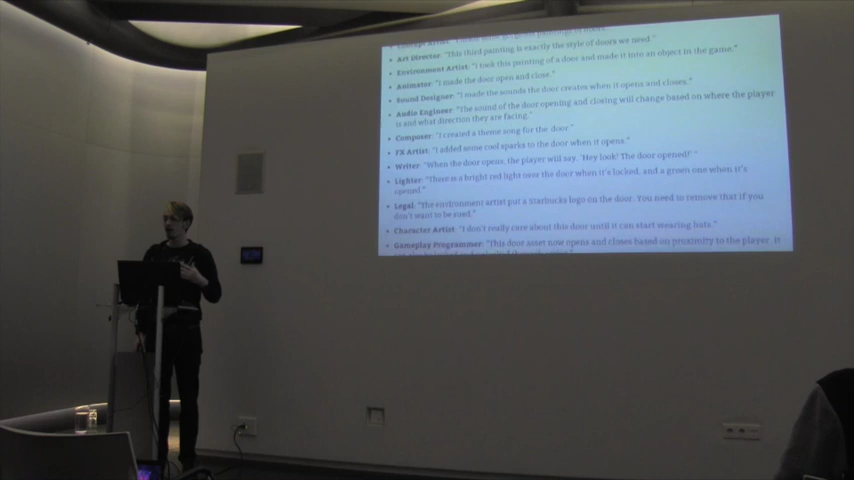 Concept Artist:
• Art Director: "This third painting is exactly the style of doors we need."
• Environment Artist: "I took this painting of a door and made it into an object in the game."
• Animator: "I made the door open and close."
• Sound Designer: "I made the sounds the door creates when it opens and closes."
• Audio Engineer: "The sound of the door opening and closing will change based on where the player
is and what direction they are facing."
• Composer: "I created a theme song for the door."
• FX Artist: "I added some cool sparks to the door when it opens."
• Writer: "When the door opens, the player will say, 'Hey look! The door opened!'. "
• Lighter: "There is a bright red light over the door when it's locked, and a green one when it's
opened."
• Legal: "The environment artist put a Starbucks logo on the door. You need to remove that if you
don't want to be sued."
• Character Artist: "I don't really care about this door until it can start wearing hats."
• Gameplay Programmer: "This door asset now opens and closes based on proximity to the player. It